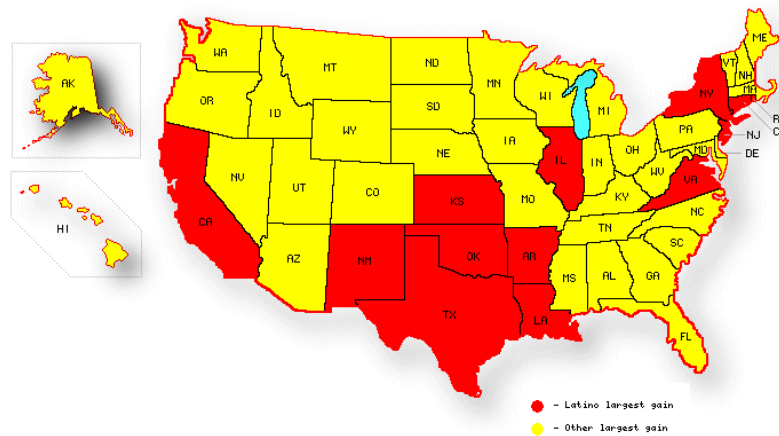 ME
WA
VT
NH
MT
ND
MN
AK
WI
NY
MA
SD
MI
OR
ID
R
C
WY
PA
NJ
IA
NE
OH
MD
DE
IL
IN
NV
WV
VA
UT
CO
KY
MO
KS
NC
CA
TN
HI
OK
AR
SC
AZ
NM
MS
AL
GA
TX
LA
FL
- Latino largest gain
- Other largest gain